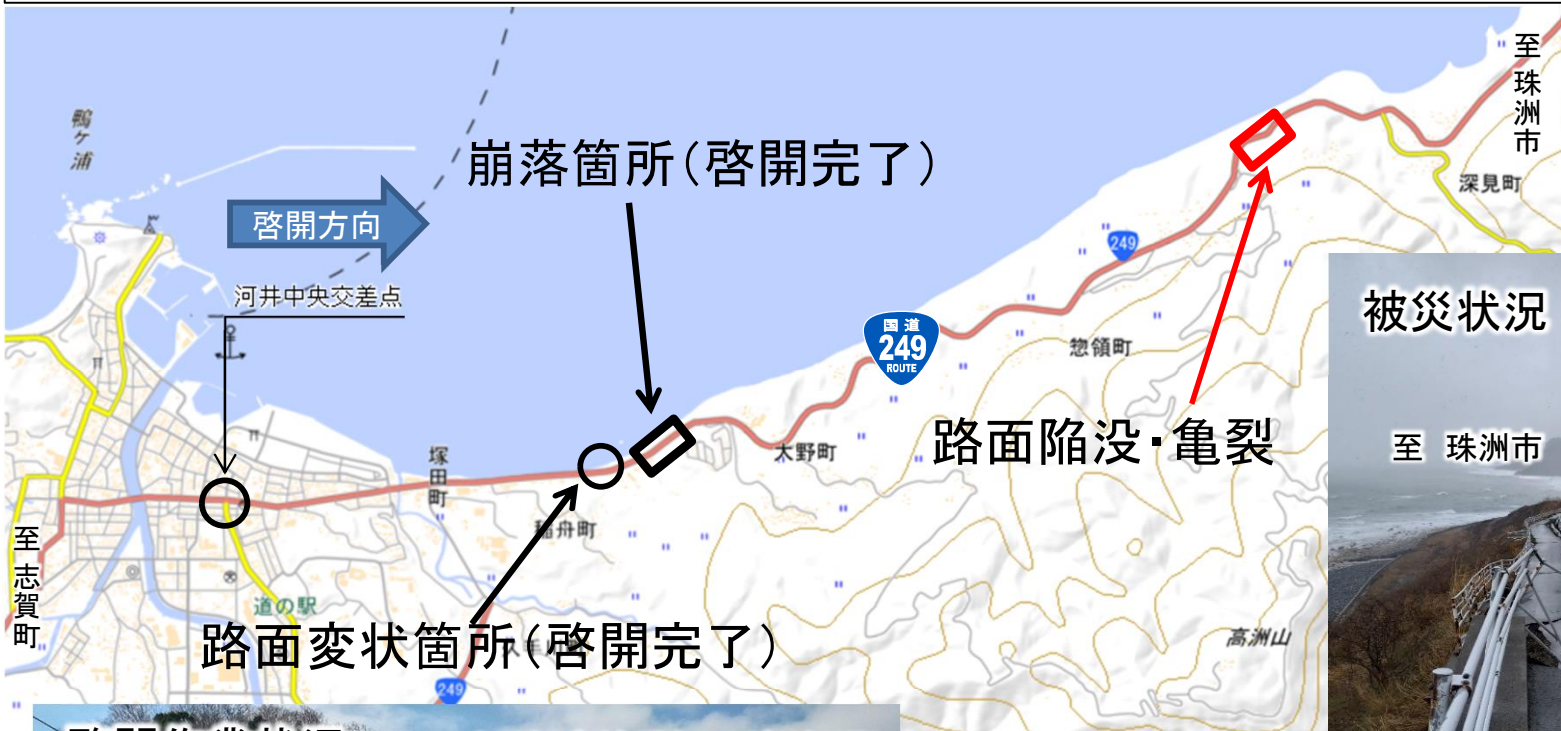 至
珠
洲
市
鴨
ケ
浦
崩落箇所(啓開完了)
深見町
啓開方向
249
河井中央交差点
被災状況
国道
249
ROUTE
惣領町
至 珠洲市
路面陥没・亀裂
大野町
塚
田
町
稲舟町
至
志
賀
町
道の駅
高洲山
路面変状箇所(啓開完了)
249